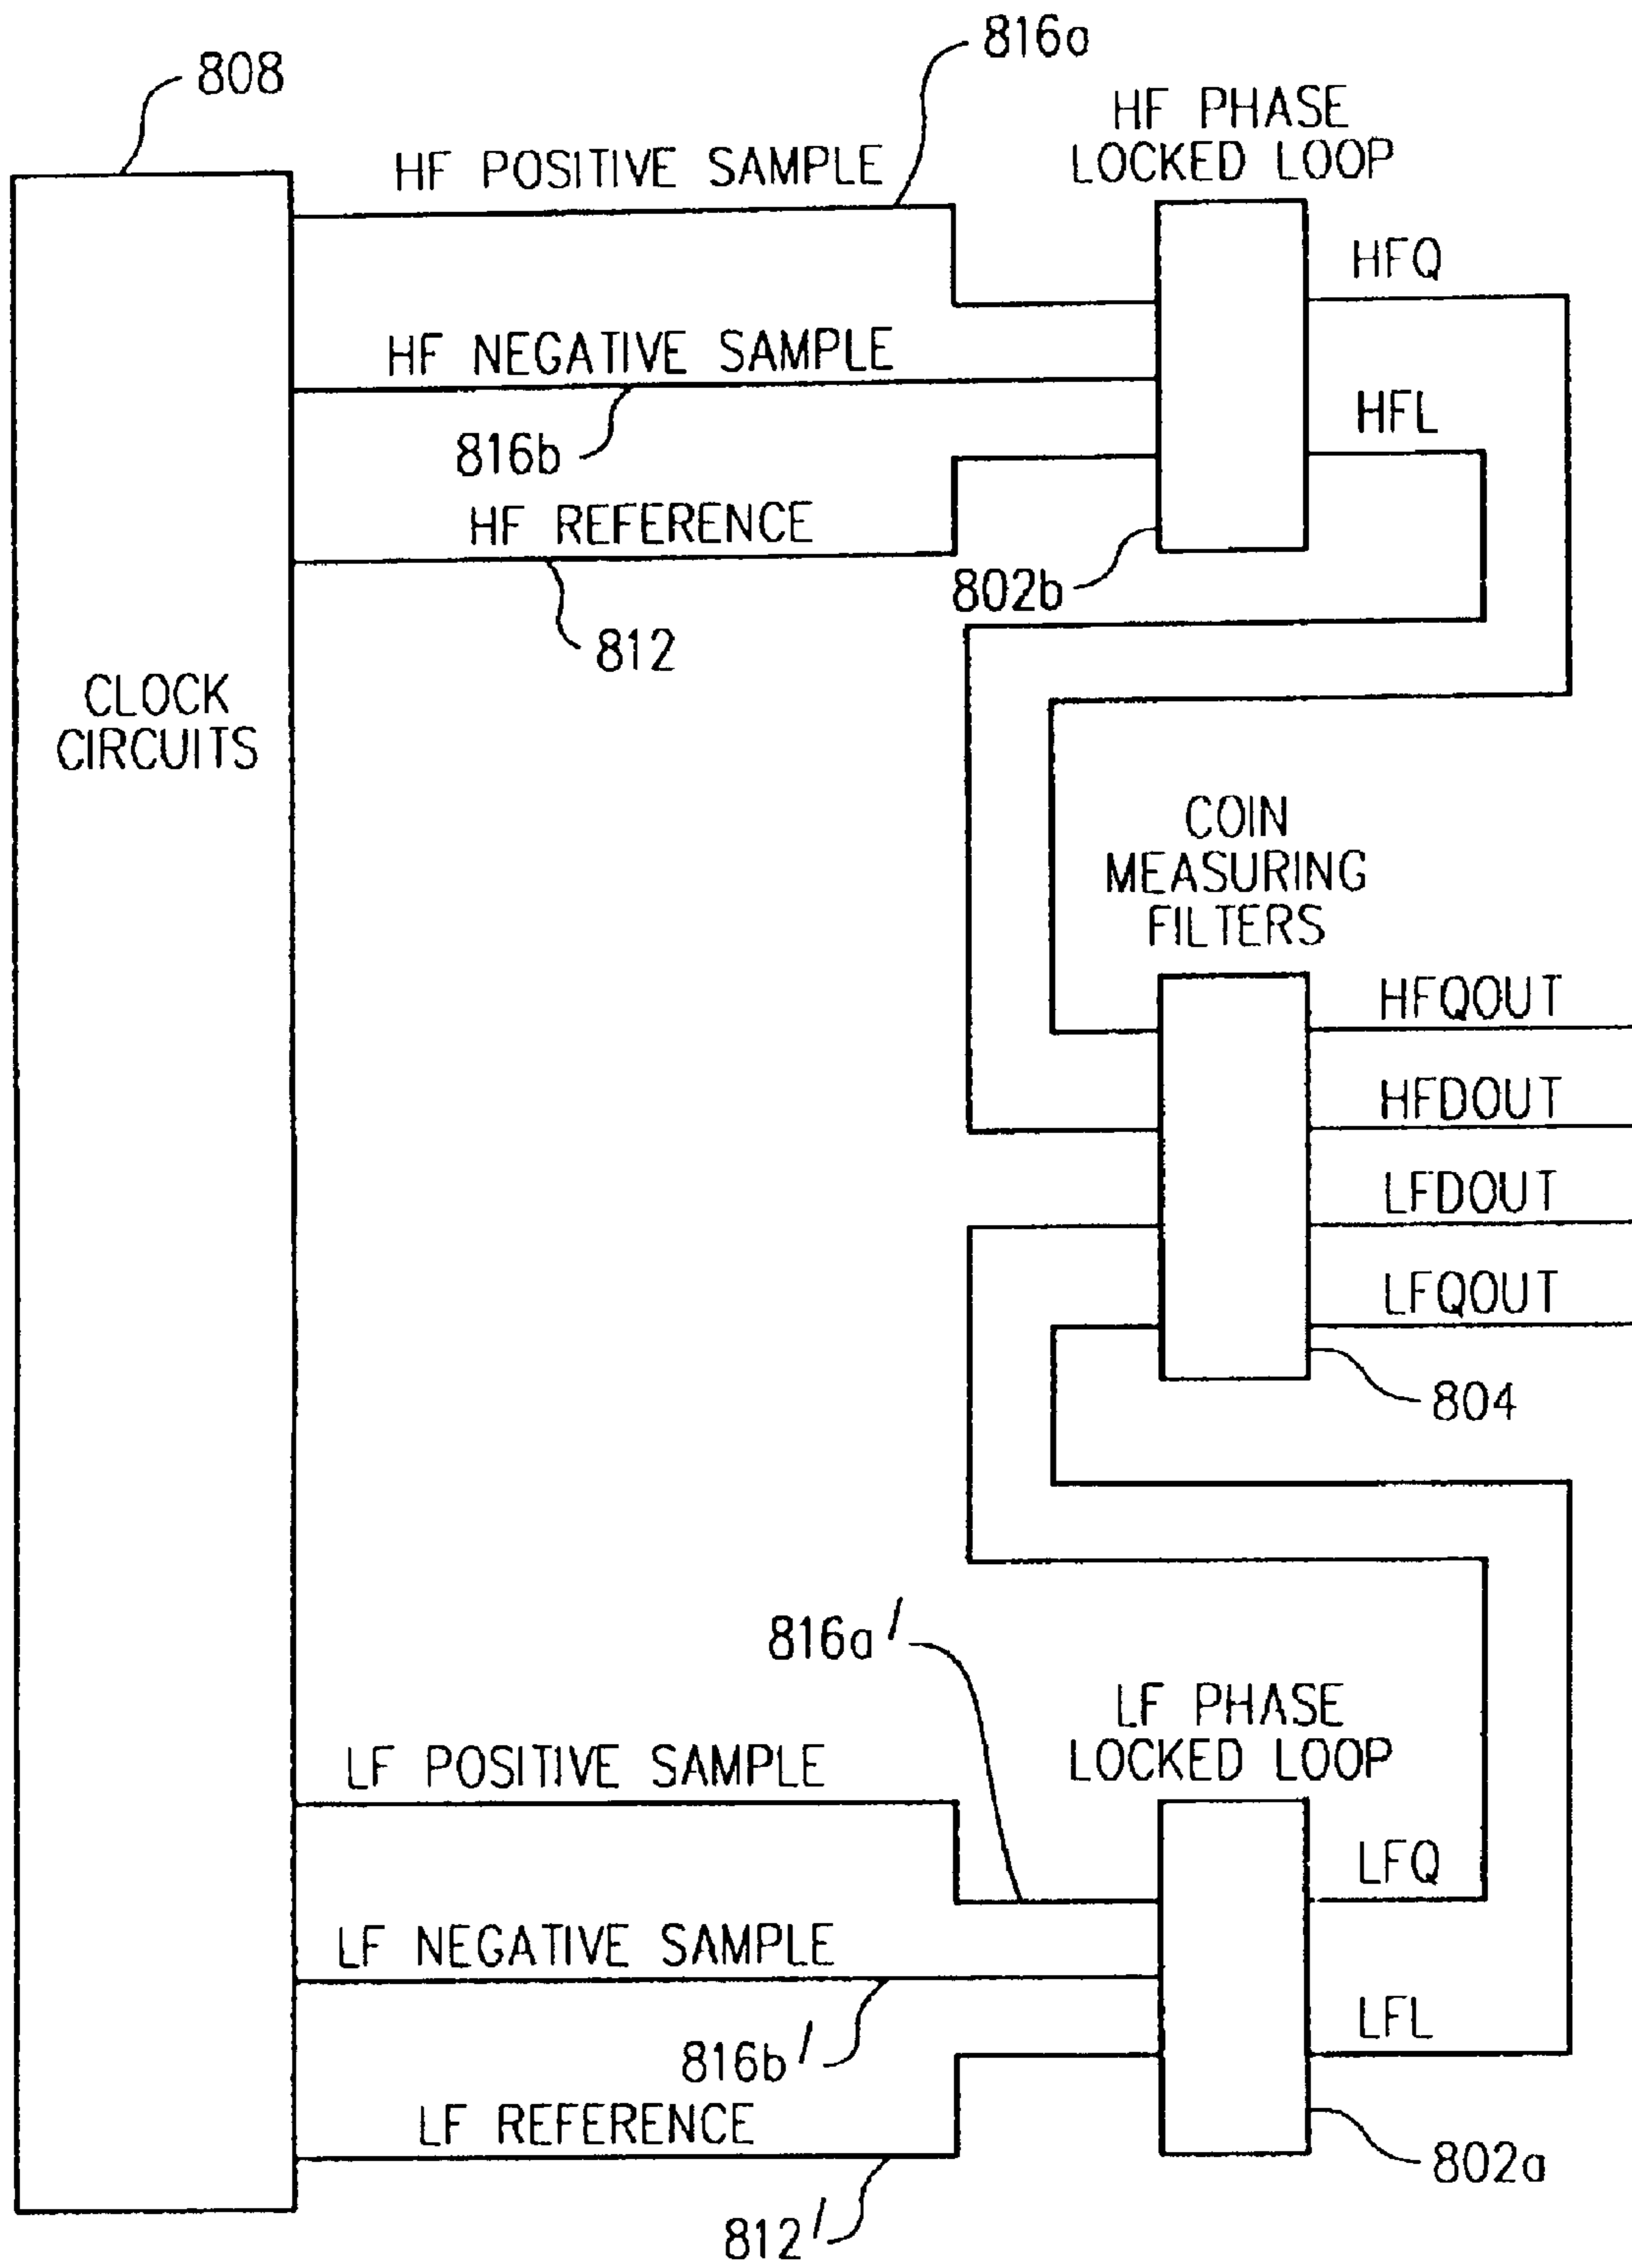 816a
808
HF PHASE
LOCKED LOOP
HF POSITIVE SAMPLE
HFQ
HF NEGATIVE SAMPLE
HFL
816b
HF REFERENCE
802b
812
CLOCK
CIRCUITS
COIN
MEASURING
FILTERS
HFQOUT
HFDOUT
LFDOUT
LFQOUT
804
816a'
LF PHASE
LOCKED LOOP
LF POSITIVE SAMPLE
LFQ
LF NEGATIVE SAMPLE
LFL
816b'
LF REFERENCE
802a
812'